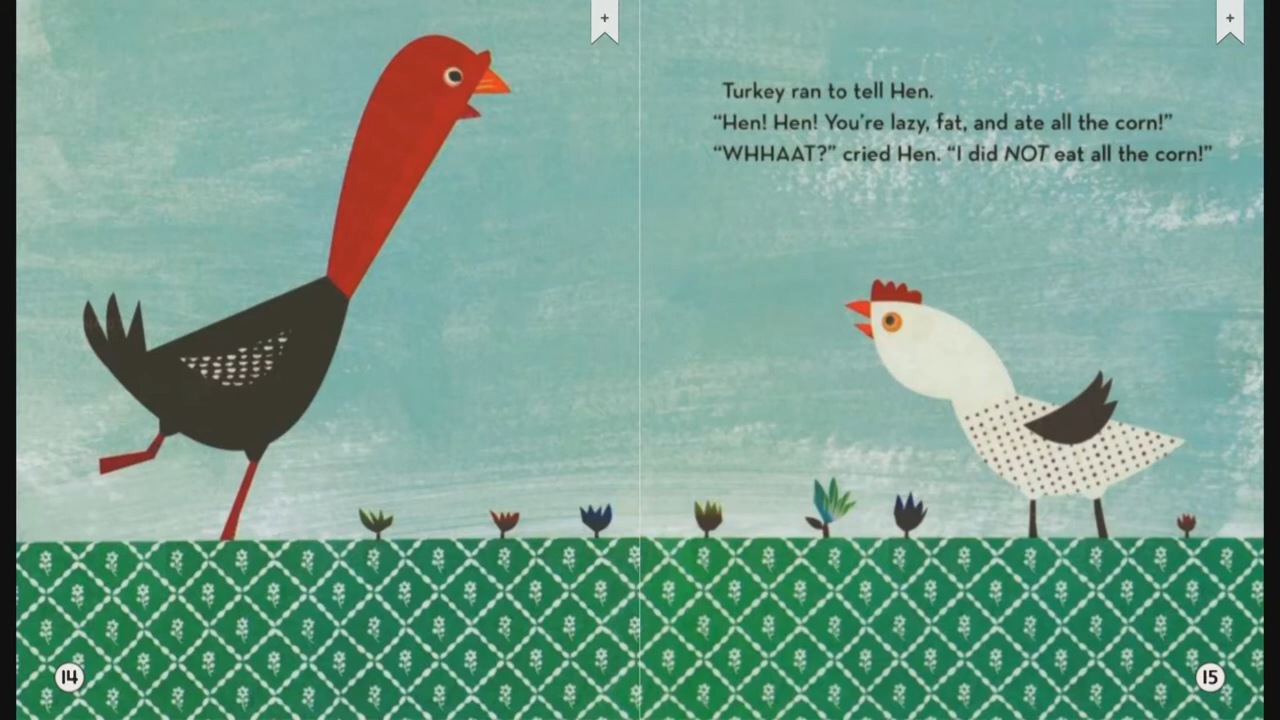 Turkey ran to tell Hen.
“Hen! Hen! You’re lazy, fat, and ate all the corn!”
“WHHAAT?” cried Hen. “I did NOT eat all the corn!”
14
15